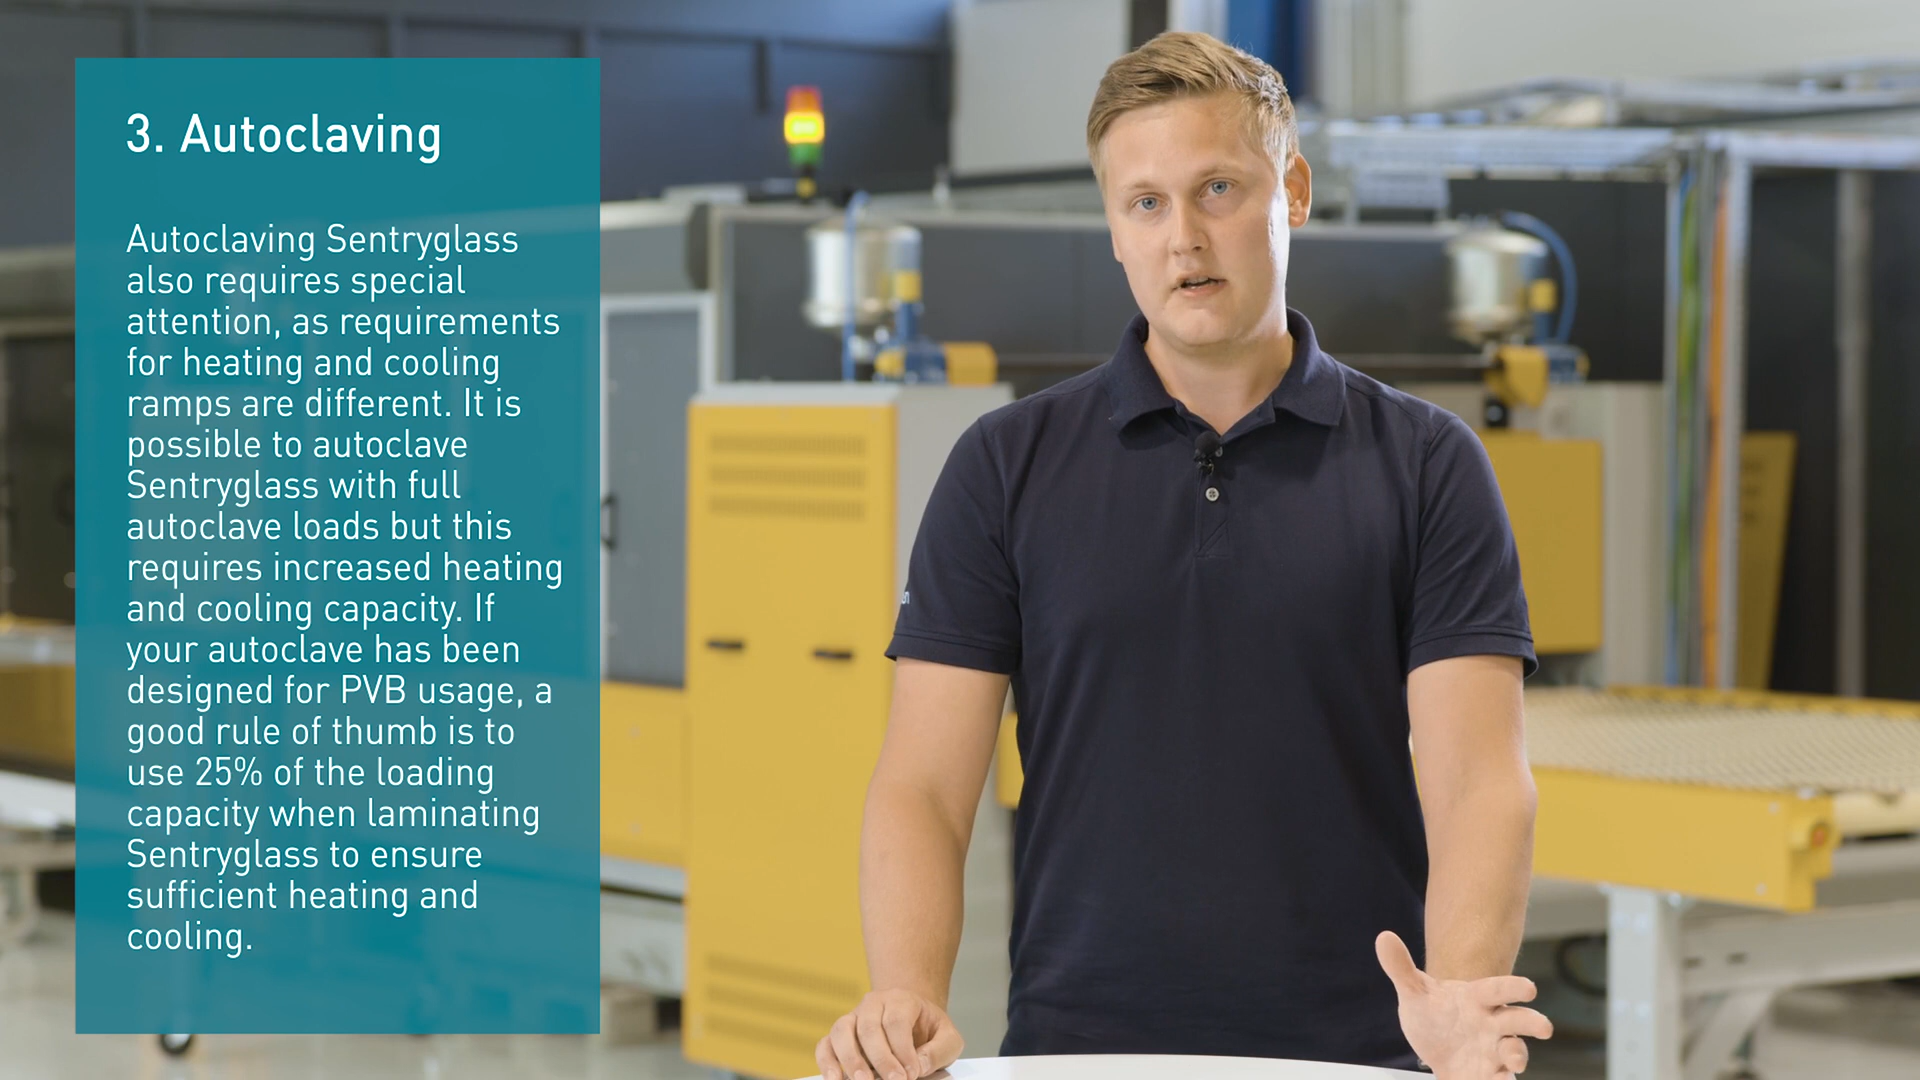 3. Autoclaving
Autoclaving Sentryglass
also requires special
attention, as requirements
for heating and cooling
ramps are different. It is
possible to autoclave
Sentryglass with full
autoclave loads but this
requires increased heating
and cooling capacity. If
your autoclave has been
designed for PVB usage, a
good rule of thumb is to
use 25% of the loading
capacity when laminating
Sentryglass to ensure
sufficient heating and
cooling.